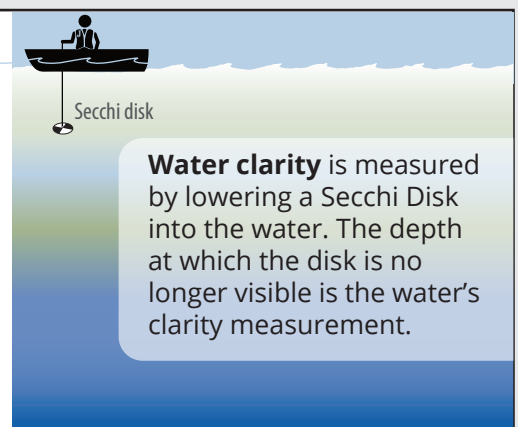 Secchi disk
Water clarity is measured
by lowering a Secchi Disk
into the water. The depth
at which the disk is no
longer visible is the water’s
clarity measurement.